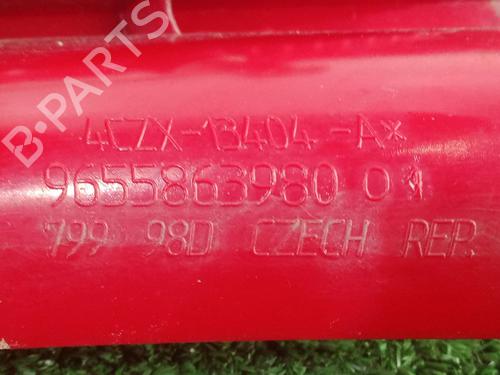 4CZX-13404-A*
9655863980 01
799 98D CZECH REP.
B-PARTS